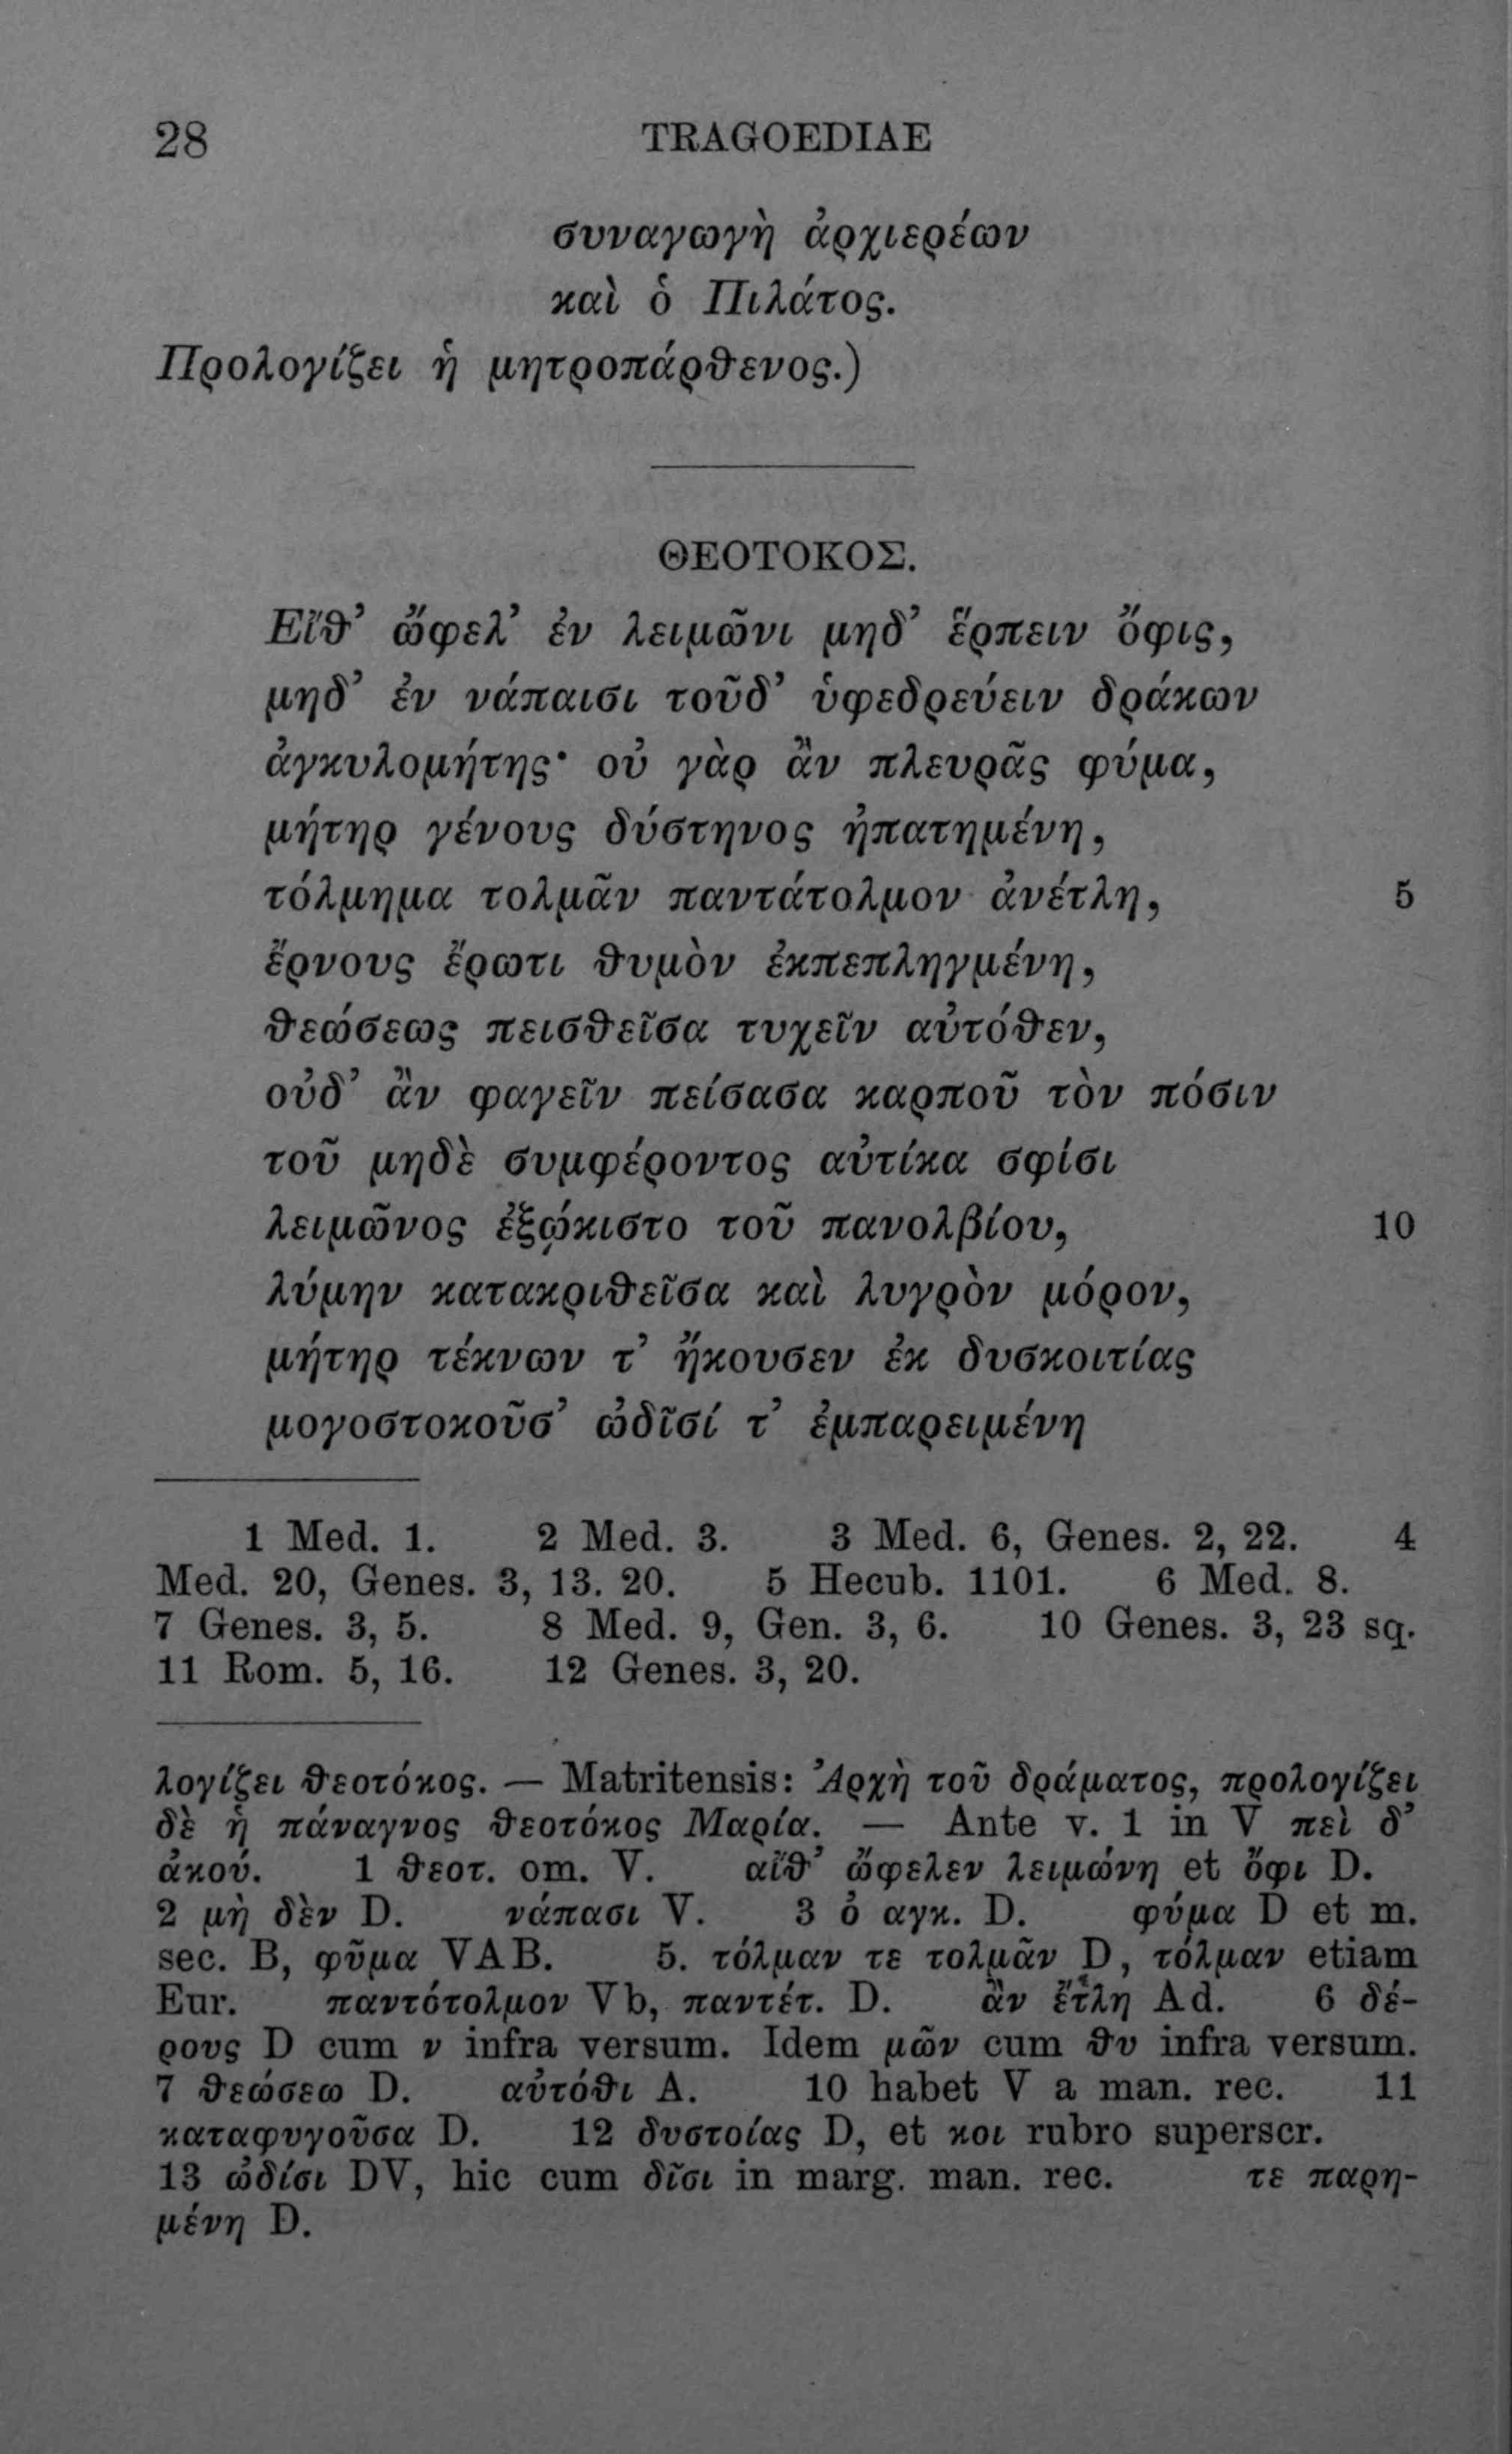 28 TRAGOEDIAE
συναγωγὴ ἀρχιερέων
καὶ ὁ Πιλάτος.
Προλογίζει ἡ μητροπάρθενος.)
ΘΕΟΤΟΚΟΣ.
Εἴθ’ ὤφελ’ ἐν λειμῶνι μηδ’ ἕρπειν ὄφις,
μηδ’ ἐν νάπαισι τοῦδ’ ὑφεδρεύειν δράκων
ἀγκυλομήτης· οὐ γὰρ ἂν πλευρᾶς φύμα,
μήτηρ γένους δύστηνος ἠπατημένη,
τόλμημα τολμᾶν παντάτολμον ἀνέτλη, 5
ἔρνους ἔρωτι θυμὸν ἐκπεπληγμένη,
θεώσεως πεισθεῖσα τυχεῖν αὐτόθεν,
οὐδ’ ἂν φαγεῖν πείσασα καρποῦ τὸν πόσιν
τοῦ μηδὲ συμφέροντος αὐτίκα σφίσι
λειμῶνος ἐξῴκιστο τοῦ πανολβίου, 10
λύμην κατακριθεῖσα καὶ λυγρὸν μόρον,
μήτηρ τέκνων τ’ ἤκουσεν ἐκ δυσκοιτίας
μογοστοκοῦσ’ ὠδῖσί τ’ ἐμπαρειμένη
1 Med. 1. 2 Med. 3. 3 Med. 6, Genes. 2, 22. 4
Med. 20, Genes. 3, 13. 20. 5 Hecub. 1101. 6 Med. 8.
7 Genes. 3, 5. 8 Med. 9, Gen. 3, 6. 10 Genes. 3, 23 sq.
11 Rom. 5, 16. 12 Genes. 3, 20.
λογίζει θεοτόκος. — Matritensis: Ἀρχὴ τοῦ δράματος, προλογίζει
δὲ ἡ πάναγνος θεοτόκος Μαρία. — Ante v. 1 in V πεὶ δ’
ἀκού. 1 θεοτ. om. V. αἴθ’ ὤφελεν λειμώνη et ὄφι D.
2 μὴ δὲν D. νάπασι V. 3 ὁ αγκ. D. φύμα D et m.
sec. B, φῦμα VAB. 5. τόλμαν τε τολμᾶν D, τόλμαν etiam
Eur. παντότολμον Vb, παντέτ. D. ἂν ἔτλη Ad. 6 δέ-
ρους D cum ν infra versum. Idem μῶν cum θυ infra versum.
7 θεώσεω D. αὐτόθι A. 10 habet V a man. rec. 11
καταφυγοῦσα D. 12 δυστοίας D, et κοι rubro superscr.
13 ὠδίσι DV, hic cum δῖσι in marg. man. rec. τε παρη-
μένη D.